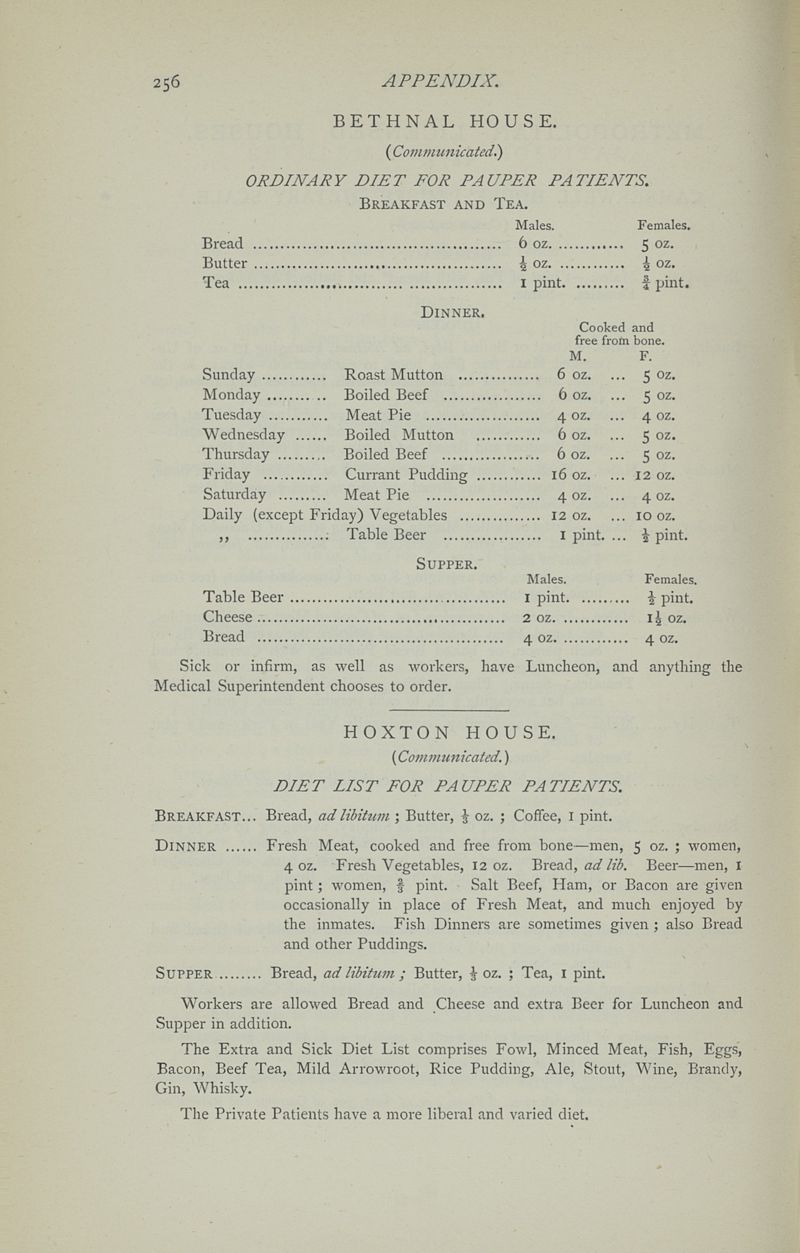 256 APPENDIX.
BETHNAL HOUSE.
(Communicated.)
ORDINARY DIET FOR PAUPER PATIENTS.
BREAKFAST AND TEA.
Males. Females.
Bread ................ 6 oz. ............ 5 oz.
Butter ................ ½ oz. ............ ½ oz.
Tea ................ 1 pint. ......... ¾ pint.
DINNER.
Cooked and
free from bone.
M. F.
Sunday ............ Roast Mutton ............... 6 oz. ... 5 oz.
Monday ............ Boiled Beef .................. 6 oz. ... 5 oz.
Tuesday ........... Meat Pie ..................... 4 oz. ... 4 oz.
Wednesday ...... Boiled Mutton ............ 6 oz. ... 5 oz.
Thursday ......... Boiled Beef .................. 6 oz. ... 5 oz.
Friday ............ Currant Pudding ............ 16 oz. ... 12 oz.
Saturday ......... Meat Pie ..................... 4 oz. ... 4 oz.
Daily (except Friday) Vegetables ............... 12 oz. ... 10 oz.
,, ............... Table Beer .................. 1 pint. ... ½ pint.
SUPPER.
Males. Females.
Table Beer ................ 1 pint. ......... ½ pint.
Cheese ................ 2 oz. ............ 1½ oz.
Bread ................ 4 oz. ............ 4 oz.
Sick or infirm, as well as workers, have Luncheon, and anything the
Medical Superintendent chooses to order.
HOXTON HOUSE.
(Communicated.)
DIET LIST FOR PAUPER PATIENTS.
BREAKFAST... Bread, ad libitum ; Butter, ⅓ oz. ; Coffee, 1 pint.
DINNER ...... Fresh Meat, cooked and free from bone—men, 5 oz. ; women,
4 oz. Fresh Vegetables, 12 oz. Bread, ad lib. Beer—men, 1
pint ; women, ⅔ pint. Salt Beef, Ham, or Bacon are given
occasionally in place of Fresh Meat, and much enjoyed by
the inmates. Fish Dinners are sometimes given ; also Bread
and other Puddings.
SUPPER ........ Bread, ad libitum ; Butter, ⅓ oz. ; Tea, 1 pint.
Workers are allowed Bread and Cheese and extra Beer for Luncheon and
Supper in addition.
The Extra and Sick Diet List comprises Fowl, Minced Meat, Fish, Eggs,
Bacon, Beef Tea, Mild Arrowroot, Rice Pudding, Ale, Stout, Wine, Brandy,
Gin, Whisky.
The Private Patients have a more liberal and varied diet.